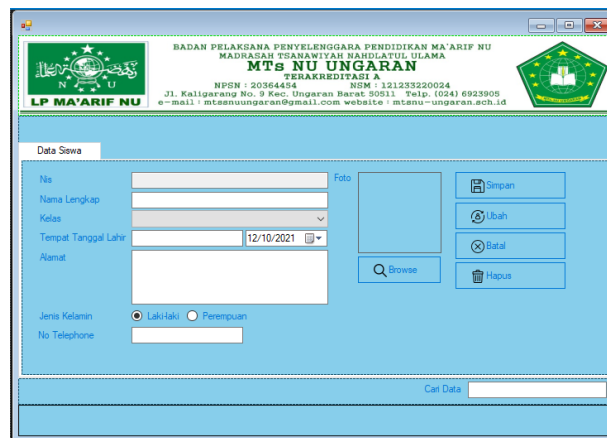 BADAN PELAKSANA PENYELENGGARA PENDIDIKAN MA'ARIF NU
MADRASAH TSANAWIYAH NAHDLATUL ULAMA
MTs NU UNGARAN
TERAKREDITASI A
NPSN : 20364454 NSM : 121233220024
Jl. Kaligarang No. 9 Kec. Ungaran Barat 50511 Telp. (024) 6923905
e-mail : mtsnuungaran@gmail.com website : mtsnu-ungaran.sch.id
N U
LP MA'ARIF NU
Data Siswa
Nis
Nama Lengkap
Kelas
Tempat Tanggal Lahir 12/10/2021
Alamat
Jenis Kelamin Laki-laki Perempuan
No Telephone
Foto
Browse
Simpan
Ubah
Batal
Hapus
Cari Data